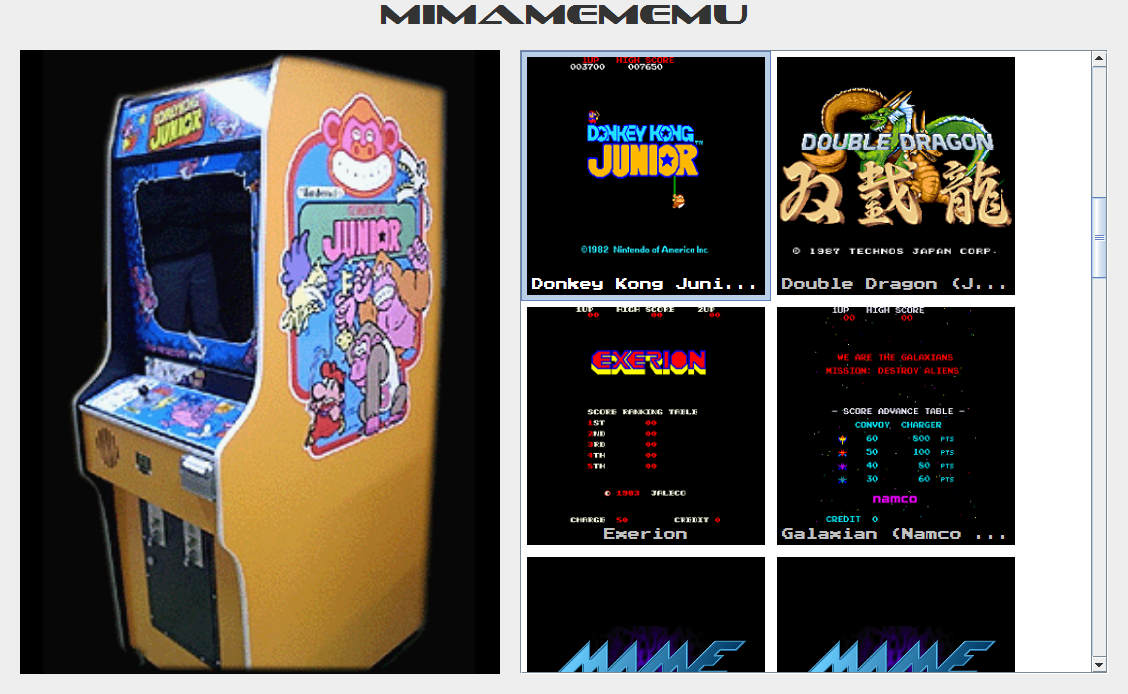 MIMAMEMEMU
DONKEY KONG
JUNIOR
Nintendo
JUNIOR
1UP HIGH SCORE
003700 007650
DONKEY KONG™
JUNIOR
©1982 Nintendo of America Inc.
Donkey Kong Juni...
DOUBLE DRAGON
双截龍
© 1987 TECHNOS JAPAN CORP.
Double Dragon (J...
1UP HIGH SCORE 2UP
00 00 00
EXERION
SCORE RANKING TABLE
1ST 00
2ND 00
3RD 00
4TH 00
5TH 00
© 1983 JALECO
CHARGE 50 CREDIT 0
Exerion
1UP HIGH SCORE
00 00
WE ARE THE GALAXIANS
MISSION: DESTROY ALIENS
- SCORE ADVANCE TABLE -
CONVOY CHARGER
60 800 PTS
50 100 PTS
40 80 PTS
30 60 PTS
namco
CREDIT 0
Galaxian (Namco ...
MAME
MAME